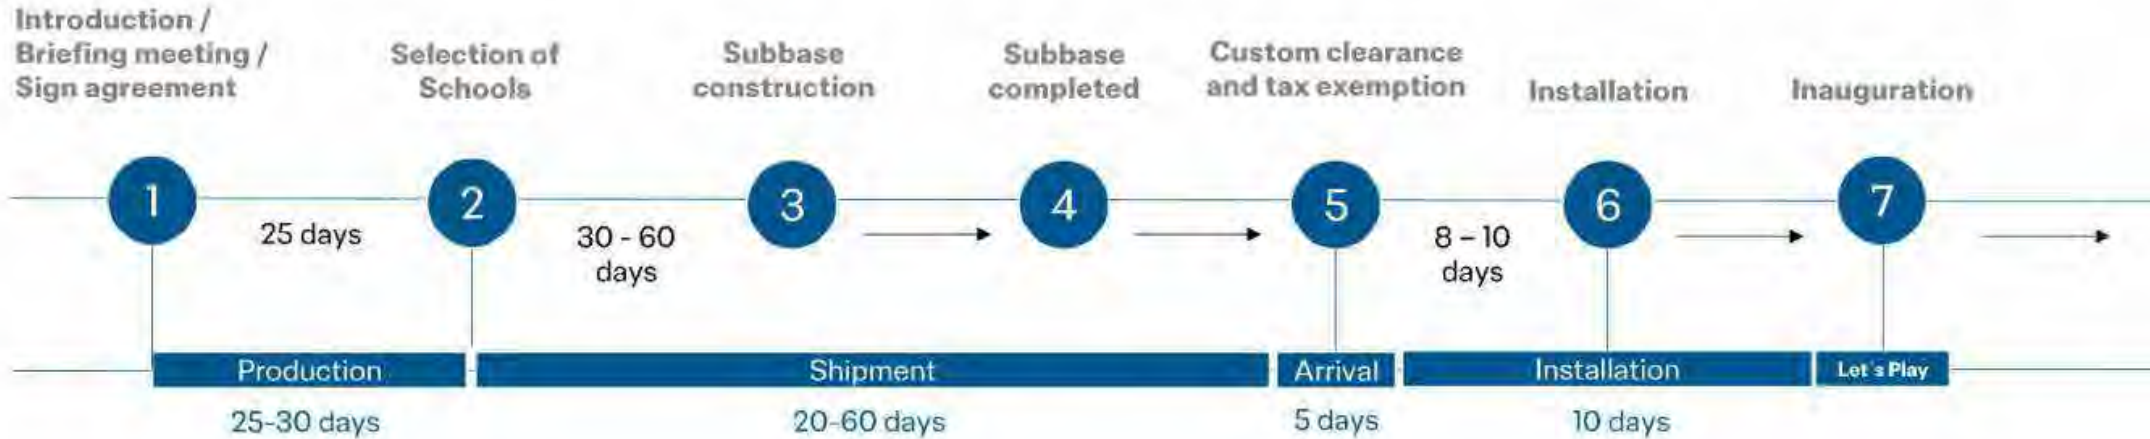 Introduction /
Briefing meeting /
Sign agreement
Selection of
Schools
Subbase
construction
Subbase
completed
Custom clearance
and tax exemption
Installation
Inauguration
1
2
3
4
5
6
7
25 days
30 - 60
days
8 – 10
days
Production
Shipment
Arrival
Installation
Let's Play
25-30 days
20-60 days
5 days
10 days